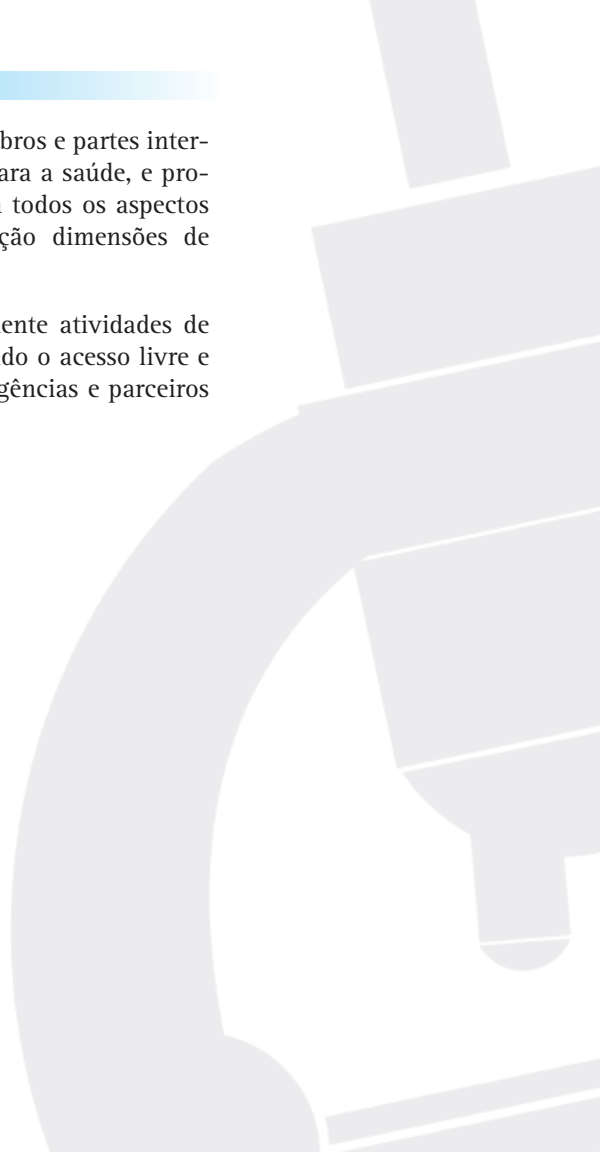 bros e partes inter-
ara a saúde, e pro-
todos os aspectos
ção dimensões de
ente atividades de
do o acesso livre e
gências e parceiros